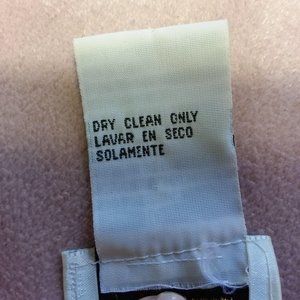 DRY CLEAN ONLY
LAVAR EN SECO
SOLAMENTE